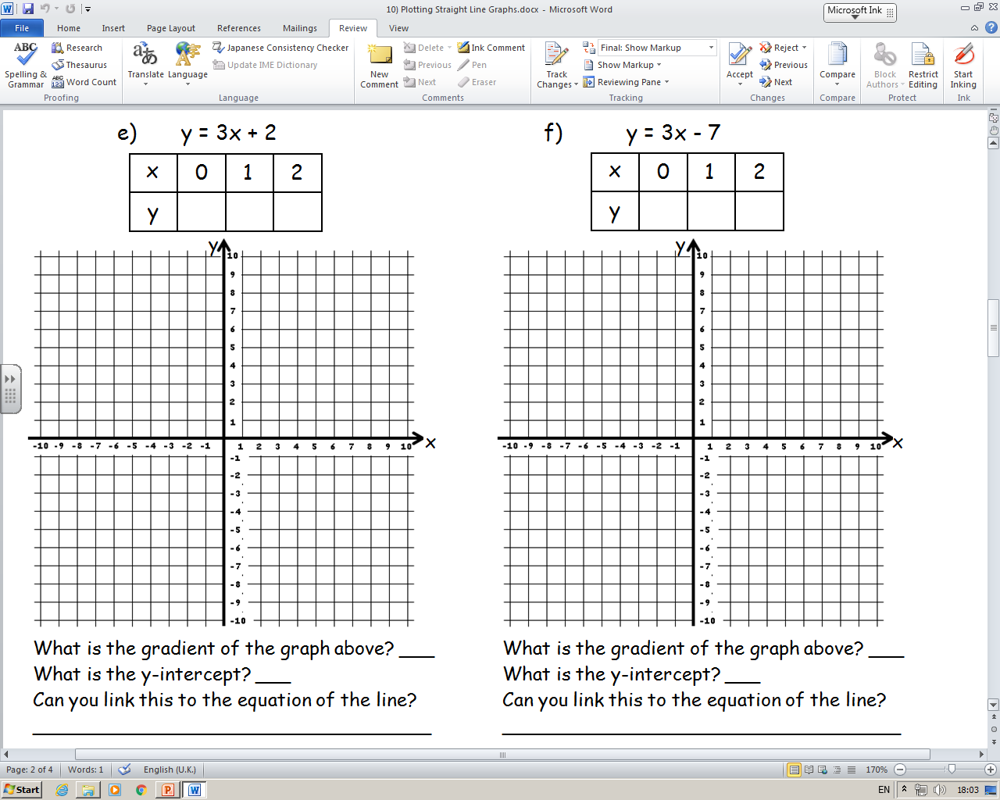 10) Plotting Straight Line Graphs.docx - Microsoft Word
Microsoft Ink
File Home Insert Page Layout References Mailings Review View
ABC Spelling & Grammar
Research
Thesaurus
ABC 123 Word Count
Proofing
Translate
Language
Japanese Consistency Checker
Update IME Dictionary
Language
New Comment
Delete
Previous
Next
Ink Comment
Pen
Eraser
Comments
Track Changes
Final: Show Markup
Show Markup
Reviewing Pane
Tracking
Accept
Reject
Previous
Next
Changes
Compare
Compare
Block Authors
Restrict Editing
Protect
Start Inking
Ink
e) y = 3x + 2
x 0 1 2
y
y
10
9
8
7
6
5
4
3
2
1
-10 -9 -8 -7 -6 -5 -4 -3 -2 -1 1 2 3 4 5 6 7 8 9 10 x
-1
-2
-3
-4
-5
-6
-7
-8
-9
-10
What is the gradient of the graph above? ___
What is the y-intercept? ___
Can you link this to the equation of the line?
f) y = 3x - 7
x 0 1 2
y
y
10
9
8
7
6
5
4
3
2
1
-10 -9 -8 -7 -6 -5 -4 -3 -2 -1 1 2 3 4 5 6 7 8 9 10 x
-1
-2
-3
-4
-5
-6
-7
-8
-9
-10
What is the gradient of the graph above? ___
What is the y-intercept? ___
Can you link this to the equation of the line?
Page: 2 of 4 Words: 1 English (U.K.) 170%
Start EN 18:03